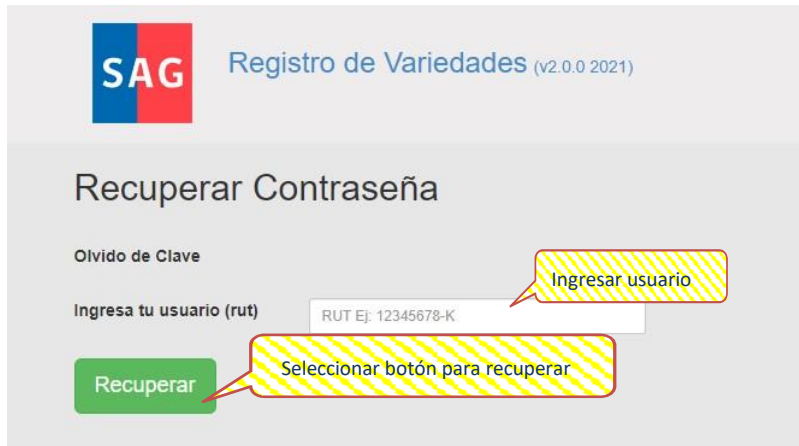 SAG
Registro de Variedades (v2.0.0 2021)
Recuperar Contraseña
Olvido de Clave
Ingresar usuario
Ingresa tu usuario (rut)
RUT Ej: 12345678-K
Seleccionar botón para recuperar
Recuperar